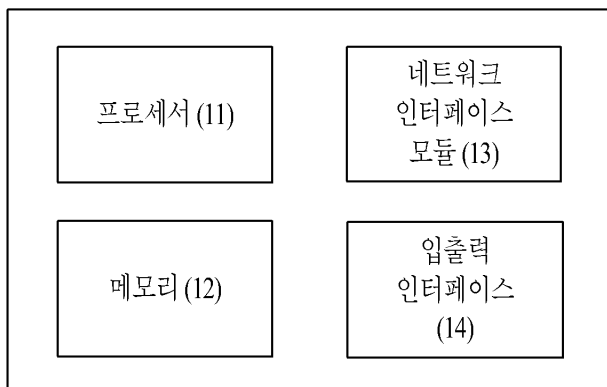 프로세서 (11)
네트워크
인터페이스
모듈 (13)
메모리 (12)
입출력
인터페이스
(14)